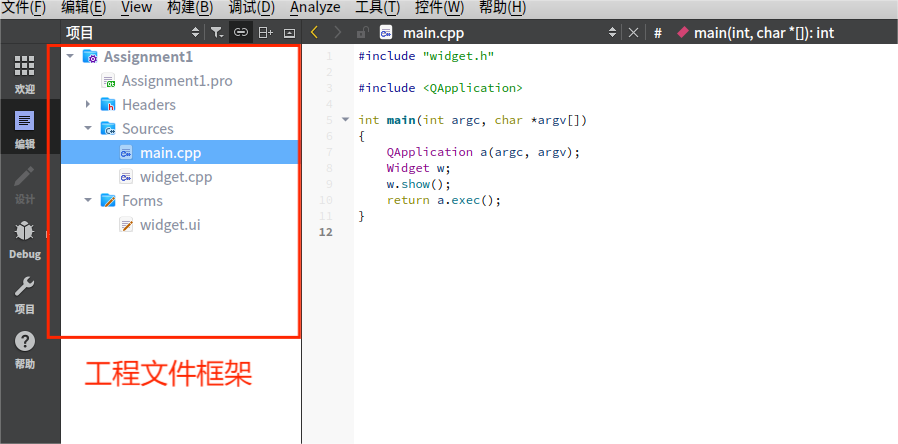 文件(F) 编辑(E) View 构建(B) 调试(D) Analyze 工具(T) 控件(W) 帮助(H)
项目
main.cpp
# main(int, char *[]): int
欢迎
编辑
设计
Debug
项目
帮助
Assignment1
Assignment1.pro
Headers
Sources
main.cpp
widget.cpp
Forms
widget.ui
工程文件框架
1 #include "widget.h"
2
3 #include <QApplication>
4
5 int main(int argc, char *argv[])
6 {
7 QApplication a(argc, argv);
8 Widget w;
9 w.show();
10 return a.exec();
11 }
12